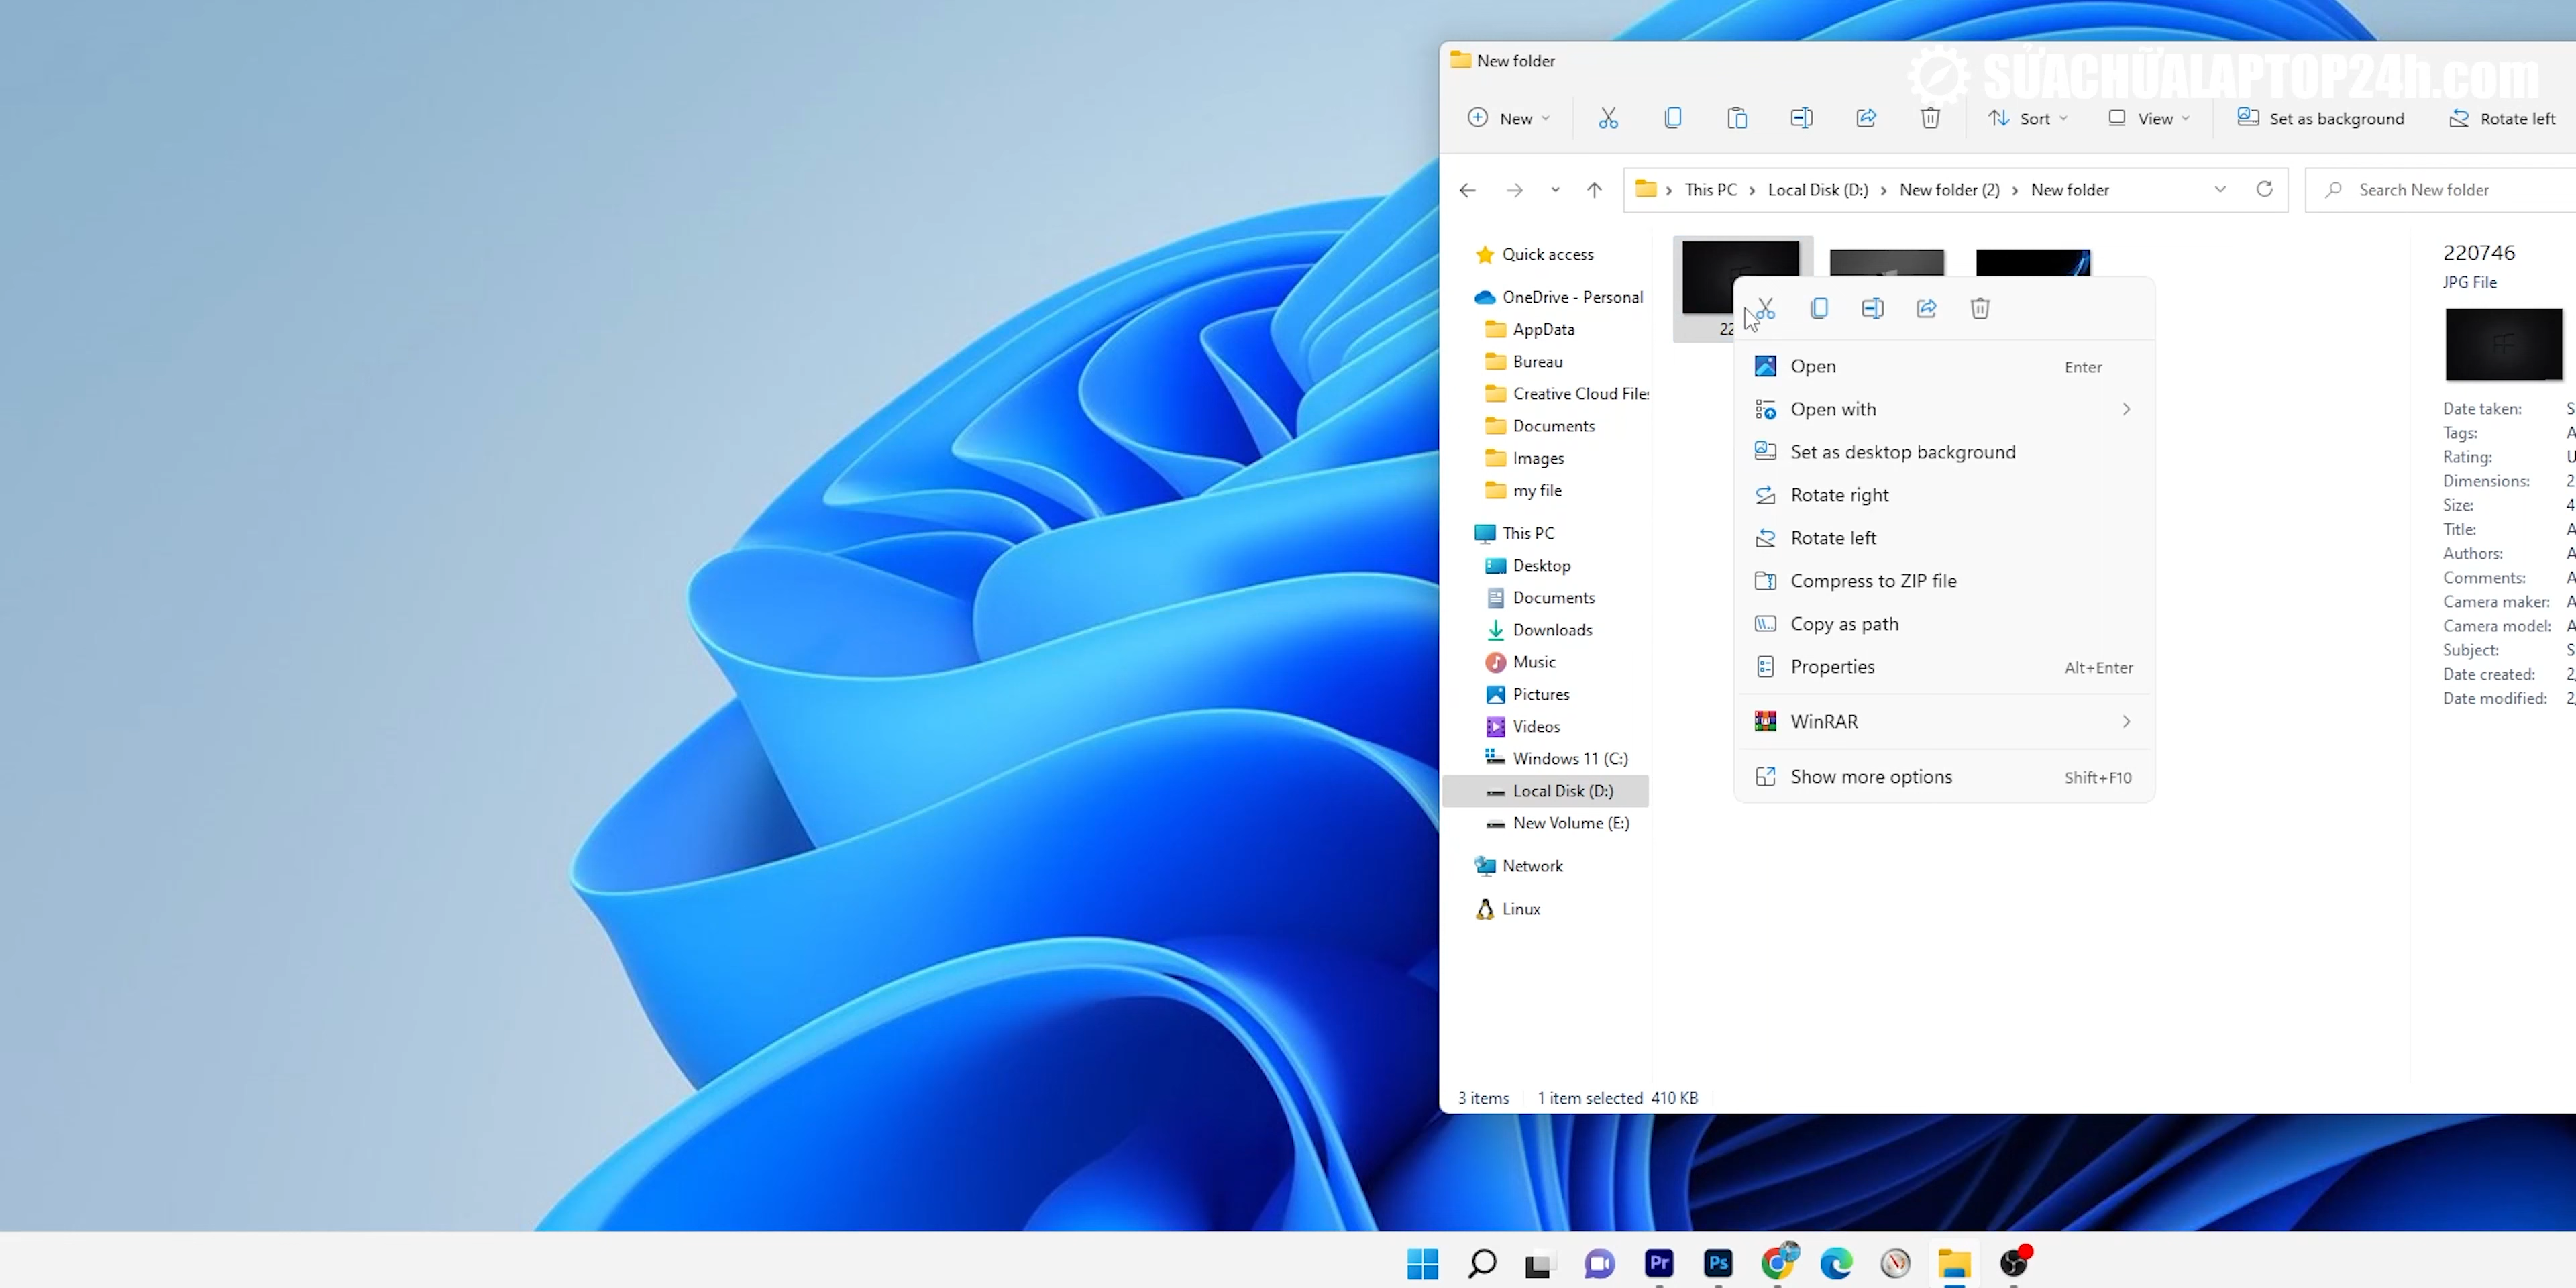 New folder
SỬACHỮALAPTOP24h.com
New
Sort
View
Set as background
Rotate left
This PC > Local Disk (D:) > New folder (2) > New folder
Search New folder
Quick access
OneDrive - Personal
AppData
Bureau
Creative Cloud Files
Documents
Images
my file
This PC
Desktop
Documents
Downloads
Music
Pictures
Videos
Windows 11 (C:)
Local Disk (D:)
New Volume (E:)
Network
Linux
22
Open Enter
Open with
Set as desktop background
Rotate right
Rotate left
Compress to ZIP file
Copy as path
Properties Alt+Enter
WinRAR
Show more options Shift+F10
220746
JPG File
Date taken: S
Tags: A
Rating: U
Dimensions: 2
Size: 4
Title: A
Authors: A
Comments: A
Camera maker: A
Camera model: A
Subject: S
Date created: 2
Date modified: 2
3 items 1 item selected 410 KB
Pr
Ps